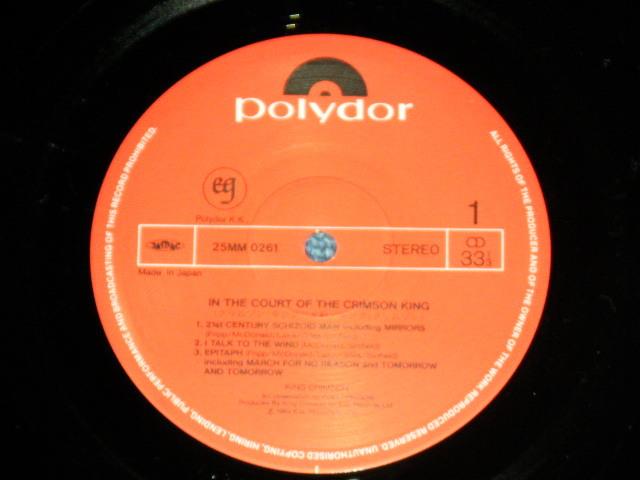 polydor
eg
Polydor K.K.
1
25MM 0261
STEREO
33⅓
Made in Japan
IN THE COURT OF THE CRIMSON KING
1. 21st CENTURY SCHIZOID MAN including MIRRORS
2. I TALK TO THE WIND (McDonald, Sinfield)
3. EPITAPH
including MARCH FOR NO REASON and TOMORROW
AND TOMORROW
KING CRIMSON
ALL RIGHTS OF THE PRODUCER AND OF THE OWNER OF THE WORK REPRODUCED RESERVED. UNAUTHORISED COPYING, HIRING, LENDING, PUBLIC PERFORMANCE AND BROADCASTING OF THIS RECORD PROHIBITED.